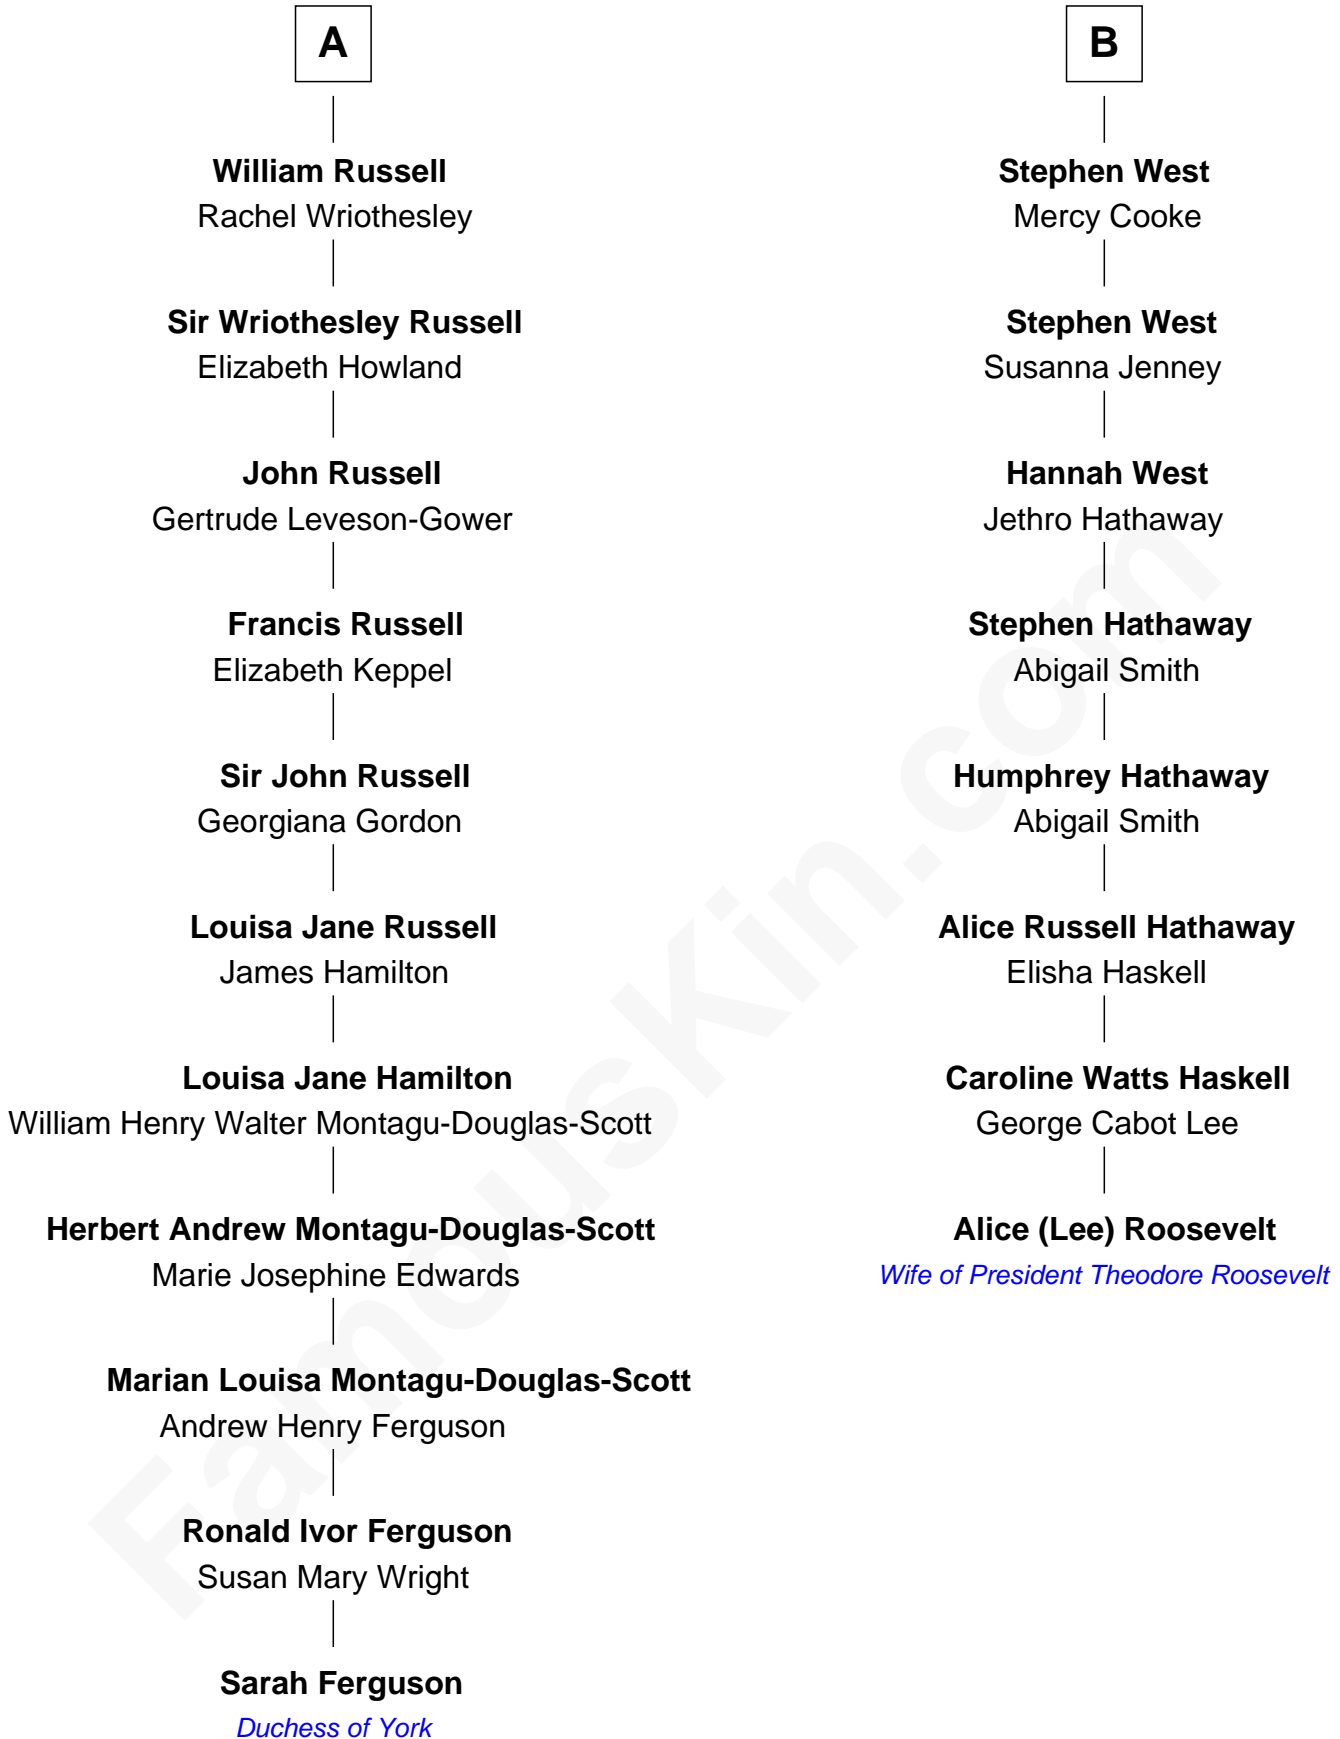 A
William Russell
Rachel Wriothesley
Sir Wriothesley Russell
Elizabeth Howland
John Russell
Gertrude Leveson-Gower
Francis Russell
Elizabeth Keppel
Sir John Russell
Georgiana Gordon
Louisa Jane Russell
James Hamilton
Louisa Jane Hamilton
William Henry Walter Montagu-Douglas-Scott
Herbert Andrew Montagu-Douglas-Scott
Marie Josephine Edwards
Marian Louisa Montagu-Douglas-Scott
Andrew Henry Ferguson
Ronald Ivor Ferguson
Susan Mary Wright
Sarah Ferguson
Duchess of York
B
Stephen West
Mercy Cooke
Stephen West
Susanna Jenney
Hannah West
Jethro Hathaway
Stephen Hathaway
Abigail Smith
Humphrey Hathaway
Abigail Smith
Alice Russell Hathaway
Elisha Haskell
Caroline Watts Haskell
George Cabot Lee
Alice (Lee) Roosevelt
Wife of President Theodore Roosevelt
FamousKin.com